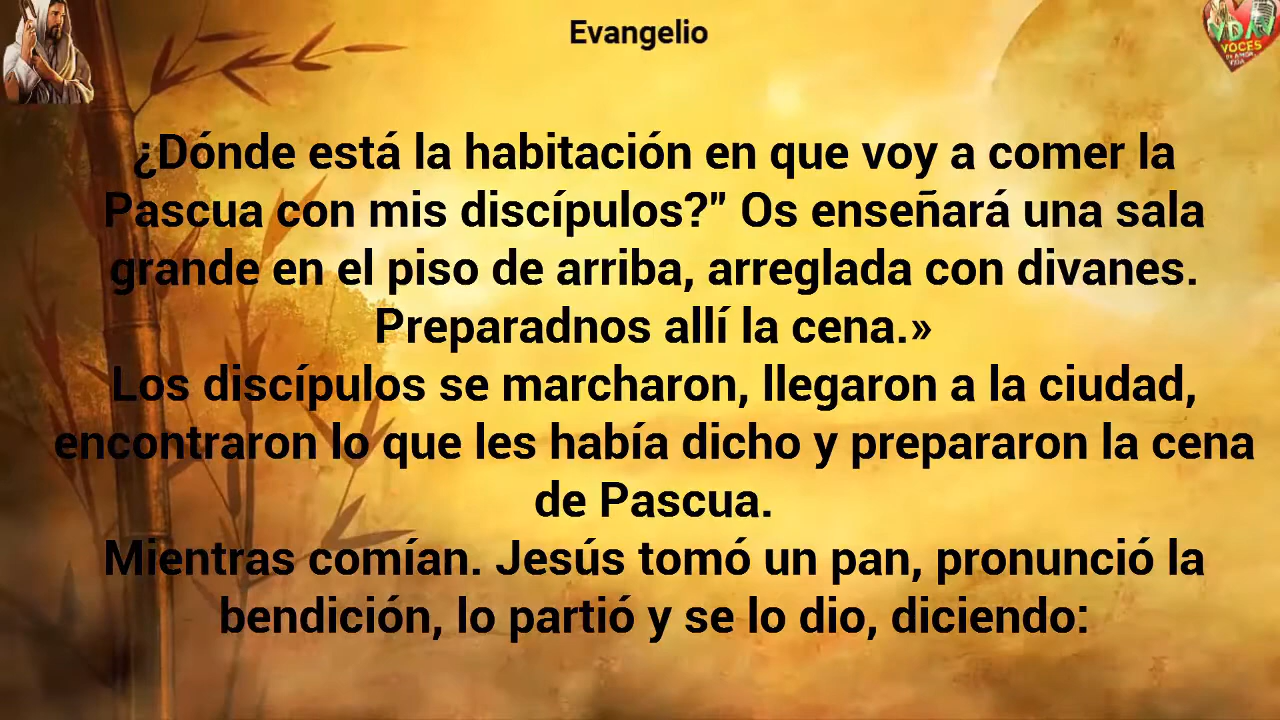 Evangelio
VDAV
VOCES
¿Dónde está la habitación en que voy a comer la
Pascua con mis discípulos?" Os enseñará una sala
grande en el piso de arriba, arreglada con divanes.
Preparadnos allí la cena.»
Los discípulos se marcharon, llegaron a la ciudad,
encontraron lo que les había dicho y prepararon la cena
de Pascua.
Mientras comían. Jesús tomó un pan, pronunció la
bendición, lo partió y se lo dio, diciendo: